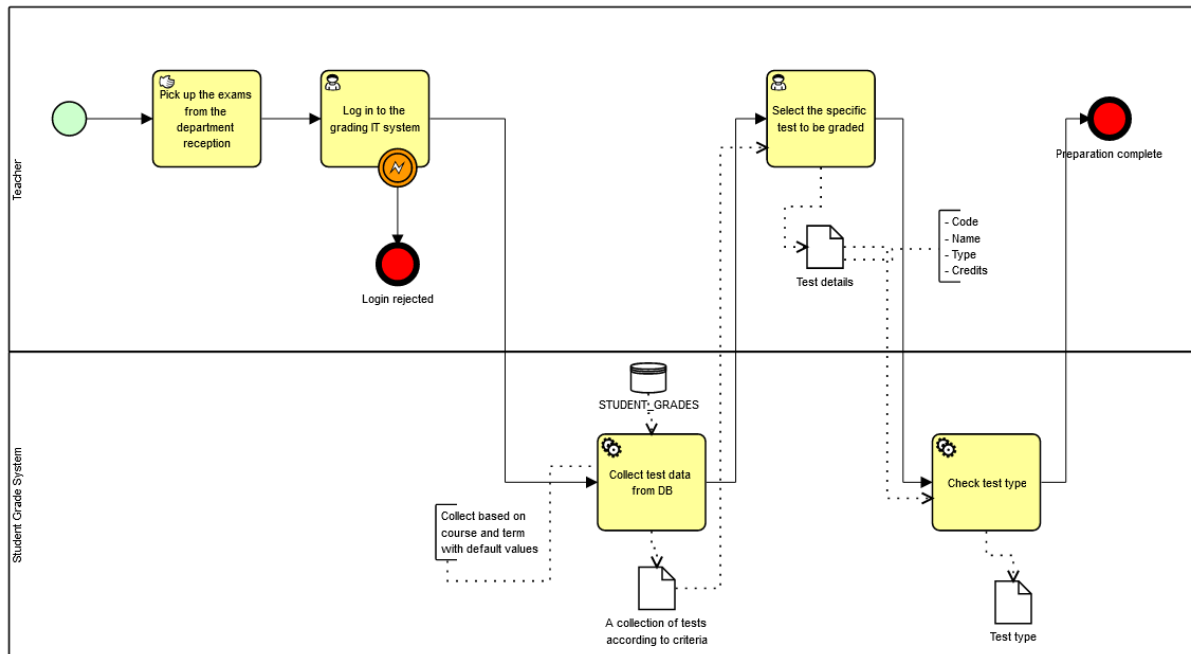 Teacher
Pick up the exams
from the
department
reception
Log in to the
grading IT system
Login rejected
Select the specific
test to be graded
Test details
- Code
- Name
- Type
- Credits
Preparation complete
Student Grade System
STUDENT_GRADES
Collect test data
from DB
Collect based on
course and term
with default values
A collection of tests
according to criteria
Check test type
Test type